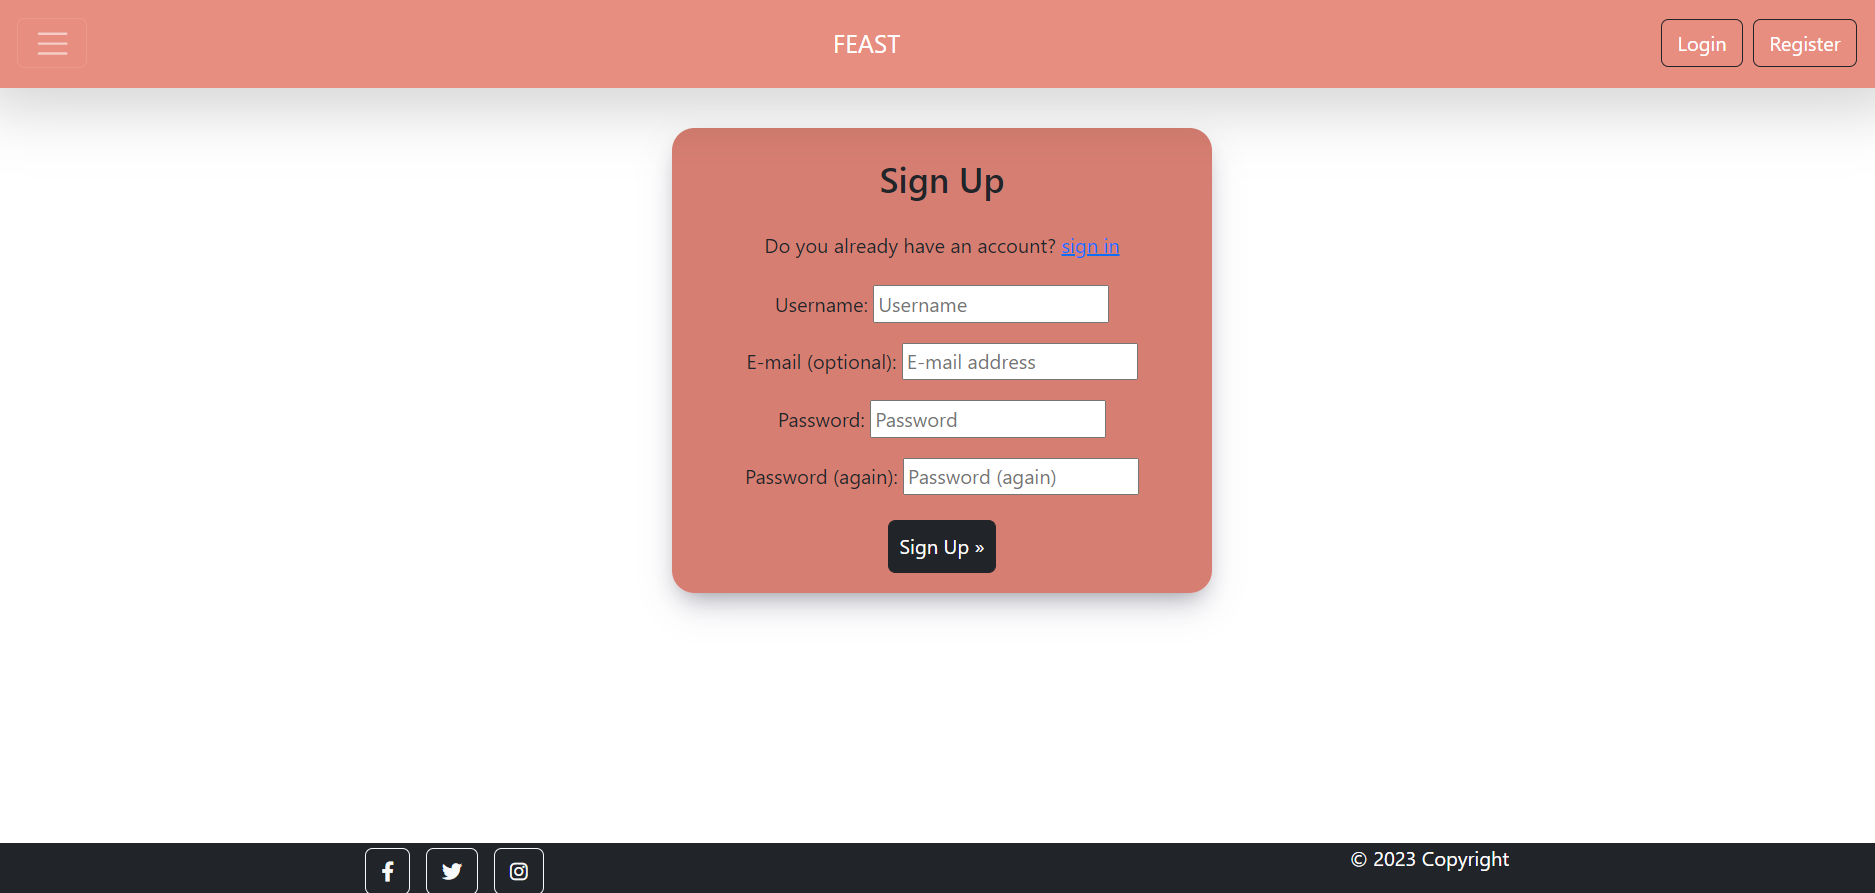 FEAST
Login
Register
Sign Up
Do you already have an account? sign in
Username: Username
E-mail (optional): E-mail address
Password: Password
Password (again): Password (again)
Sign Up »
© 2023 Copyright